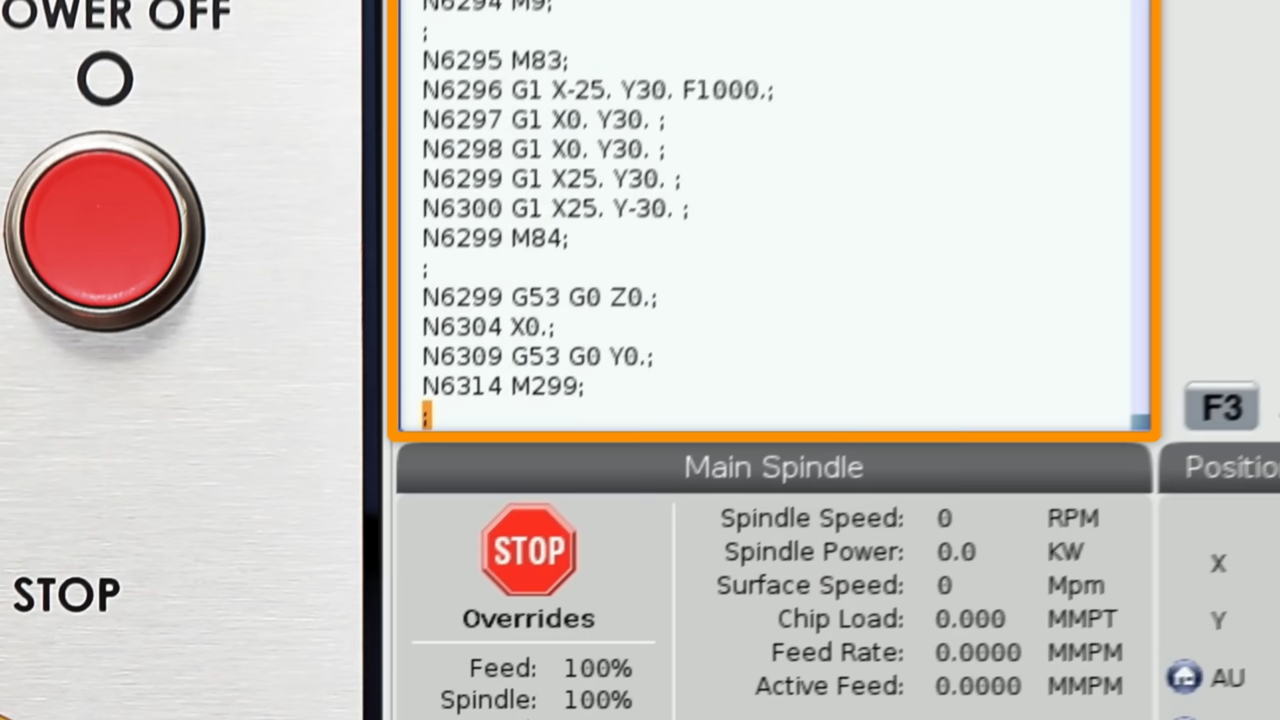 OWER OFF
N6294 M9;
;
N6295 M83;
N6296 G1 X-25. Y30. F1000.;
N6297 G1 X0. Y30. ;
N6298 G1 X0. Y30. ;
N6299 G1 X25. Y30. ;
N6300 G1 X25. Y-30. ;
N6299 M84;
;
N6299 G53 G0 Z0.;
N6304 X0.;
N6309 G53 G0 Y0.;
N6314 M299;
;
F3
STOP
Main Spindle
STOP
Overrides
Feed: 100%
Spindle: 100%
Spindle Speed: 0 RPM
Spindle Power: 0.0 KW
Surface Speed: 0 Mpm
Chip Load: 0.000 MMPT
Feed Rate: 0.0000 MMPM
Active Feed: 0.0000 MMPM
Positio
X
Y
AU